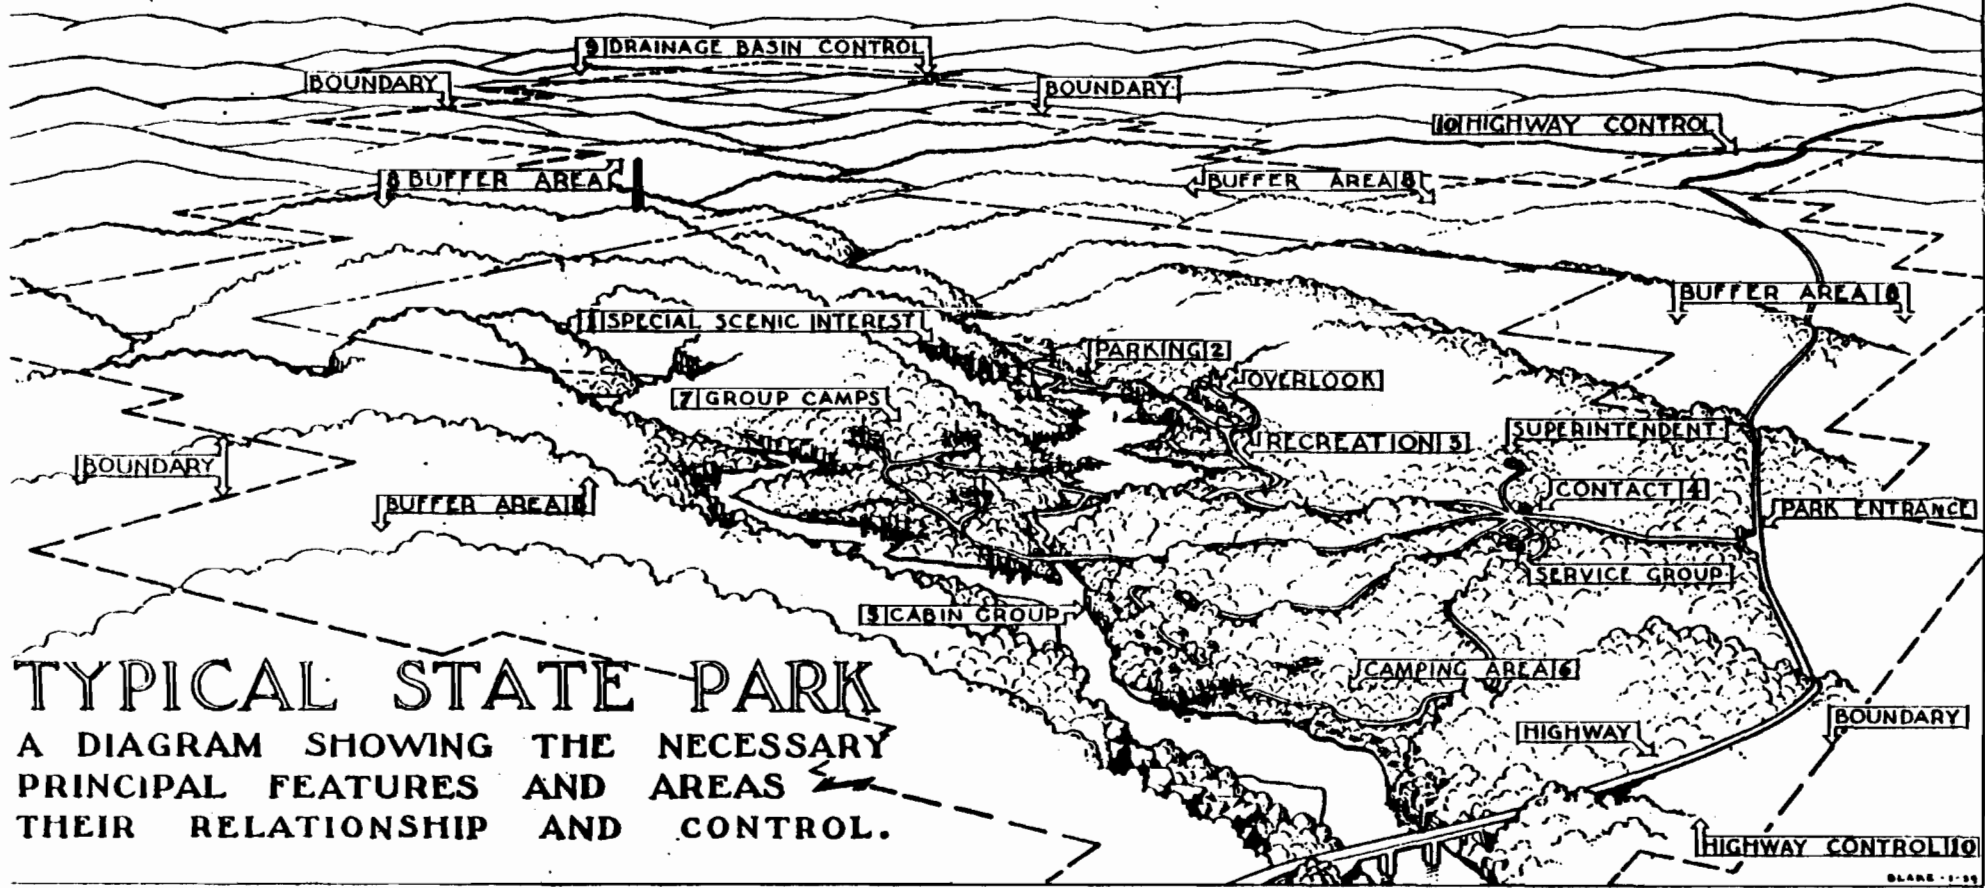 9 DRAINAGE BASIN CONTROL
BOUNDARY
BOUNDARY
10 HIGHWAY CONTROL
8 BUFFER AREA
BUFFER AREA 8
BUFFER AREA 8
1 SPECIAL SCENIC INTEREST
PARKING 2
OVERLOOK
7 GROUP CAMPS
RECREATION 3
SUPERINTENDENT
BOUNDARY
CONTACT 4
BUFFER AREA 8
PARK ENTRANCE
SERVICE GROUP
5 CABIN GROUP
CAMPING AREA 6
BOUNDARY
HIGHWAY
HIGHWAY CONTROL 10
TYPICAL STATE PARK
A DIAGRAM SHOWING THE NECESSARY
PRINCIPAL FEATURES AND AREAS
THEIR RELATIONSHIP AND CONTROL.